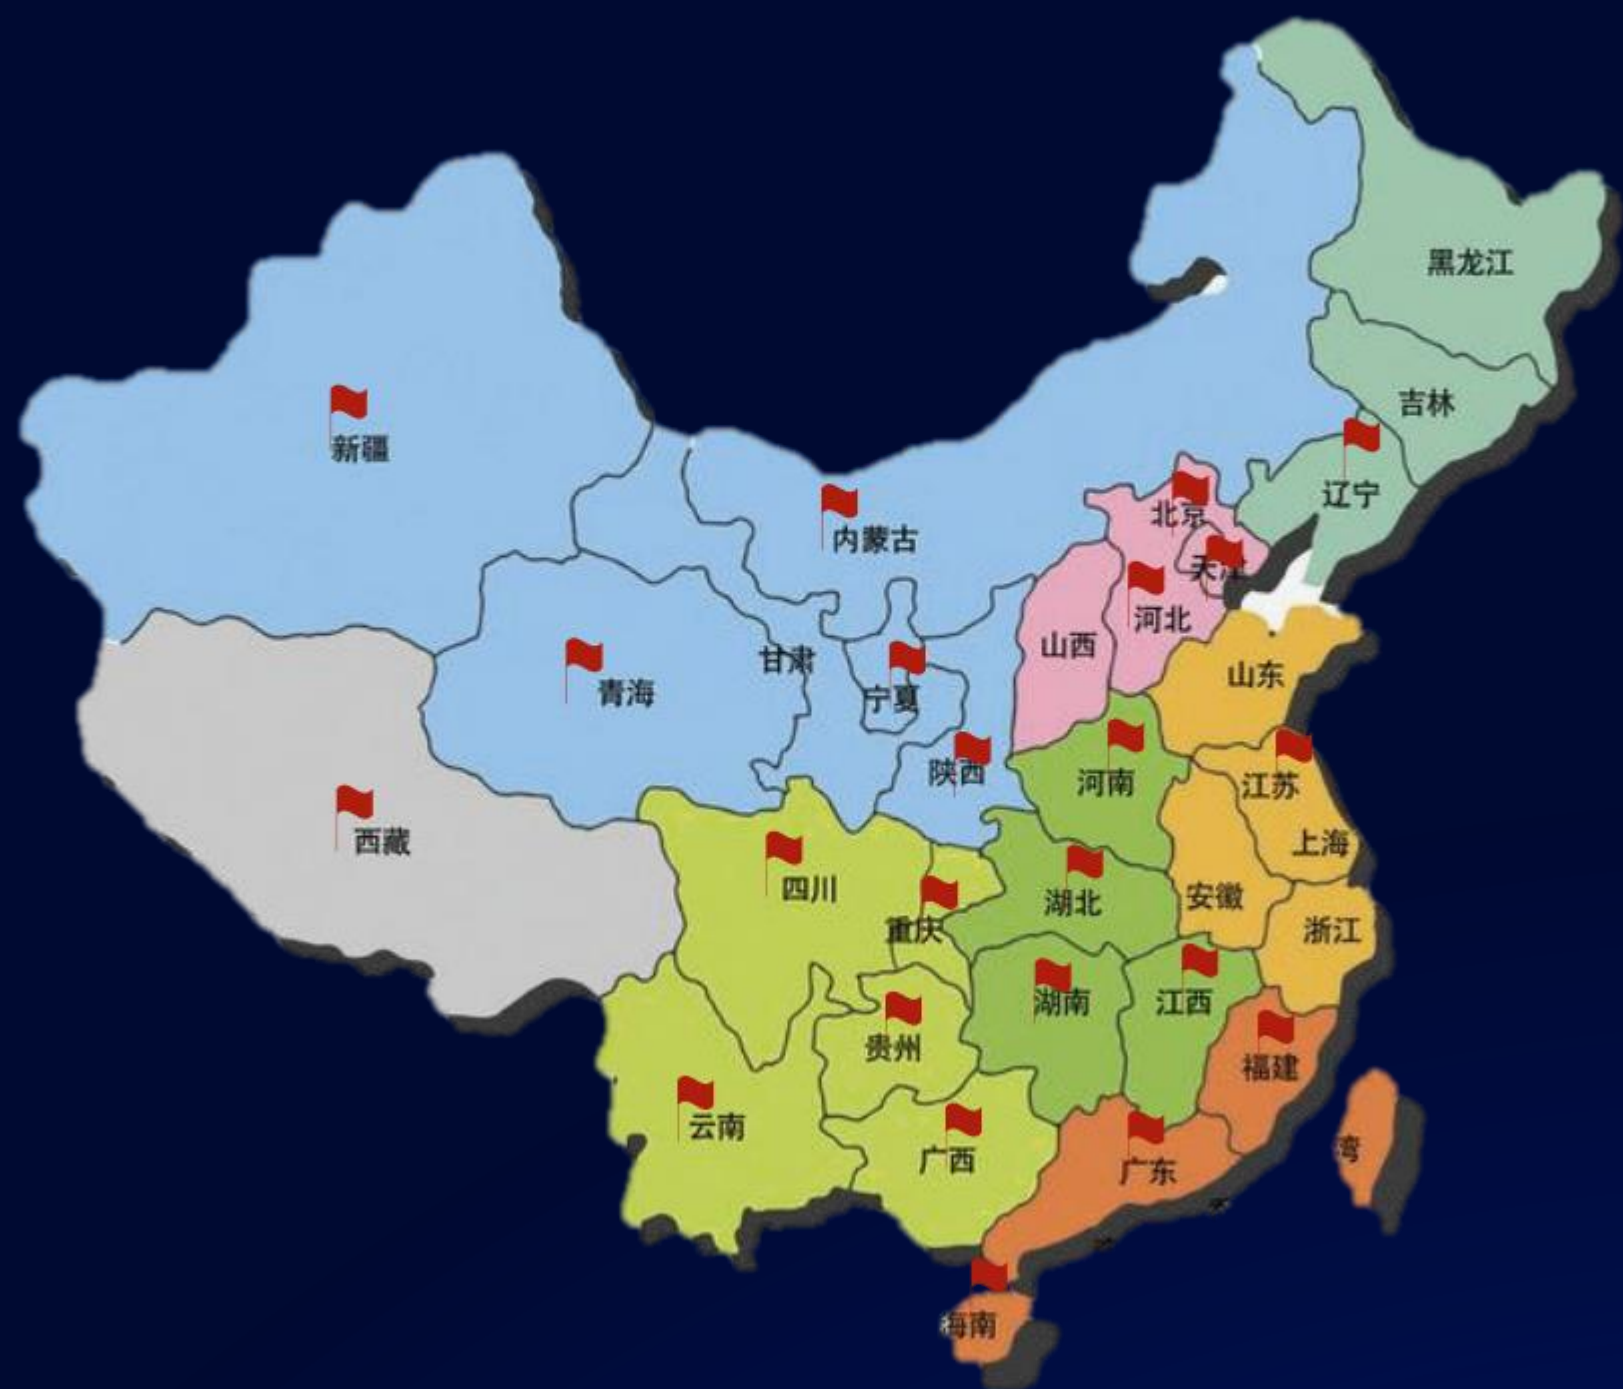 黑龙江
吉林
新疆
辽宁
北京
内蒙古
天津
河北
山西
甘肃
山东
青海
宁夏
陕西
河南
江苏
西藏
上海
四川
安徽
湖北
重庆
浙江
湖南
江西
贵州
福建
云南
湾
广西
广东
海南